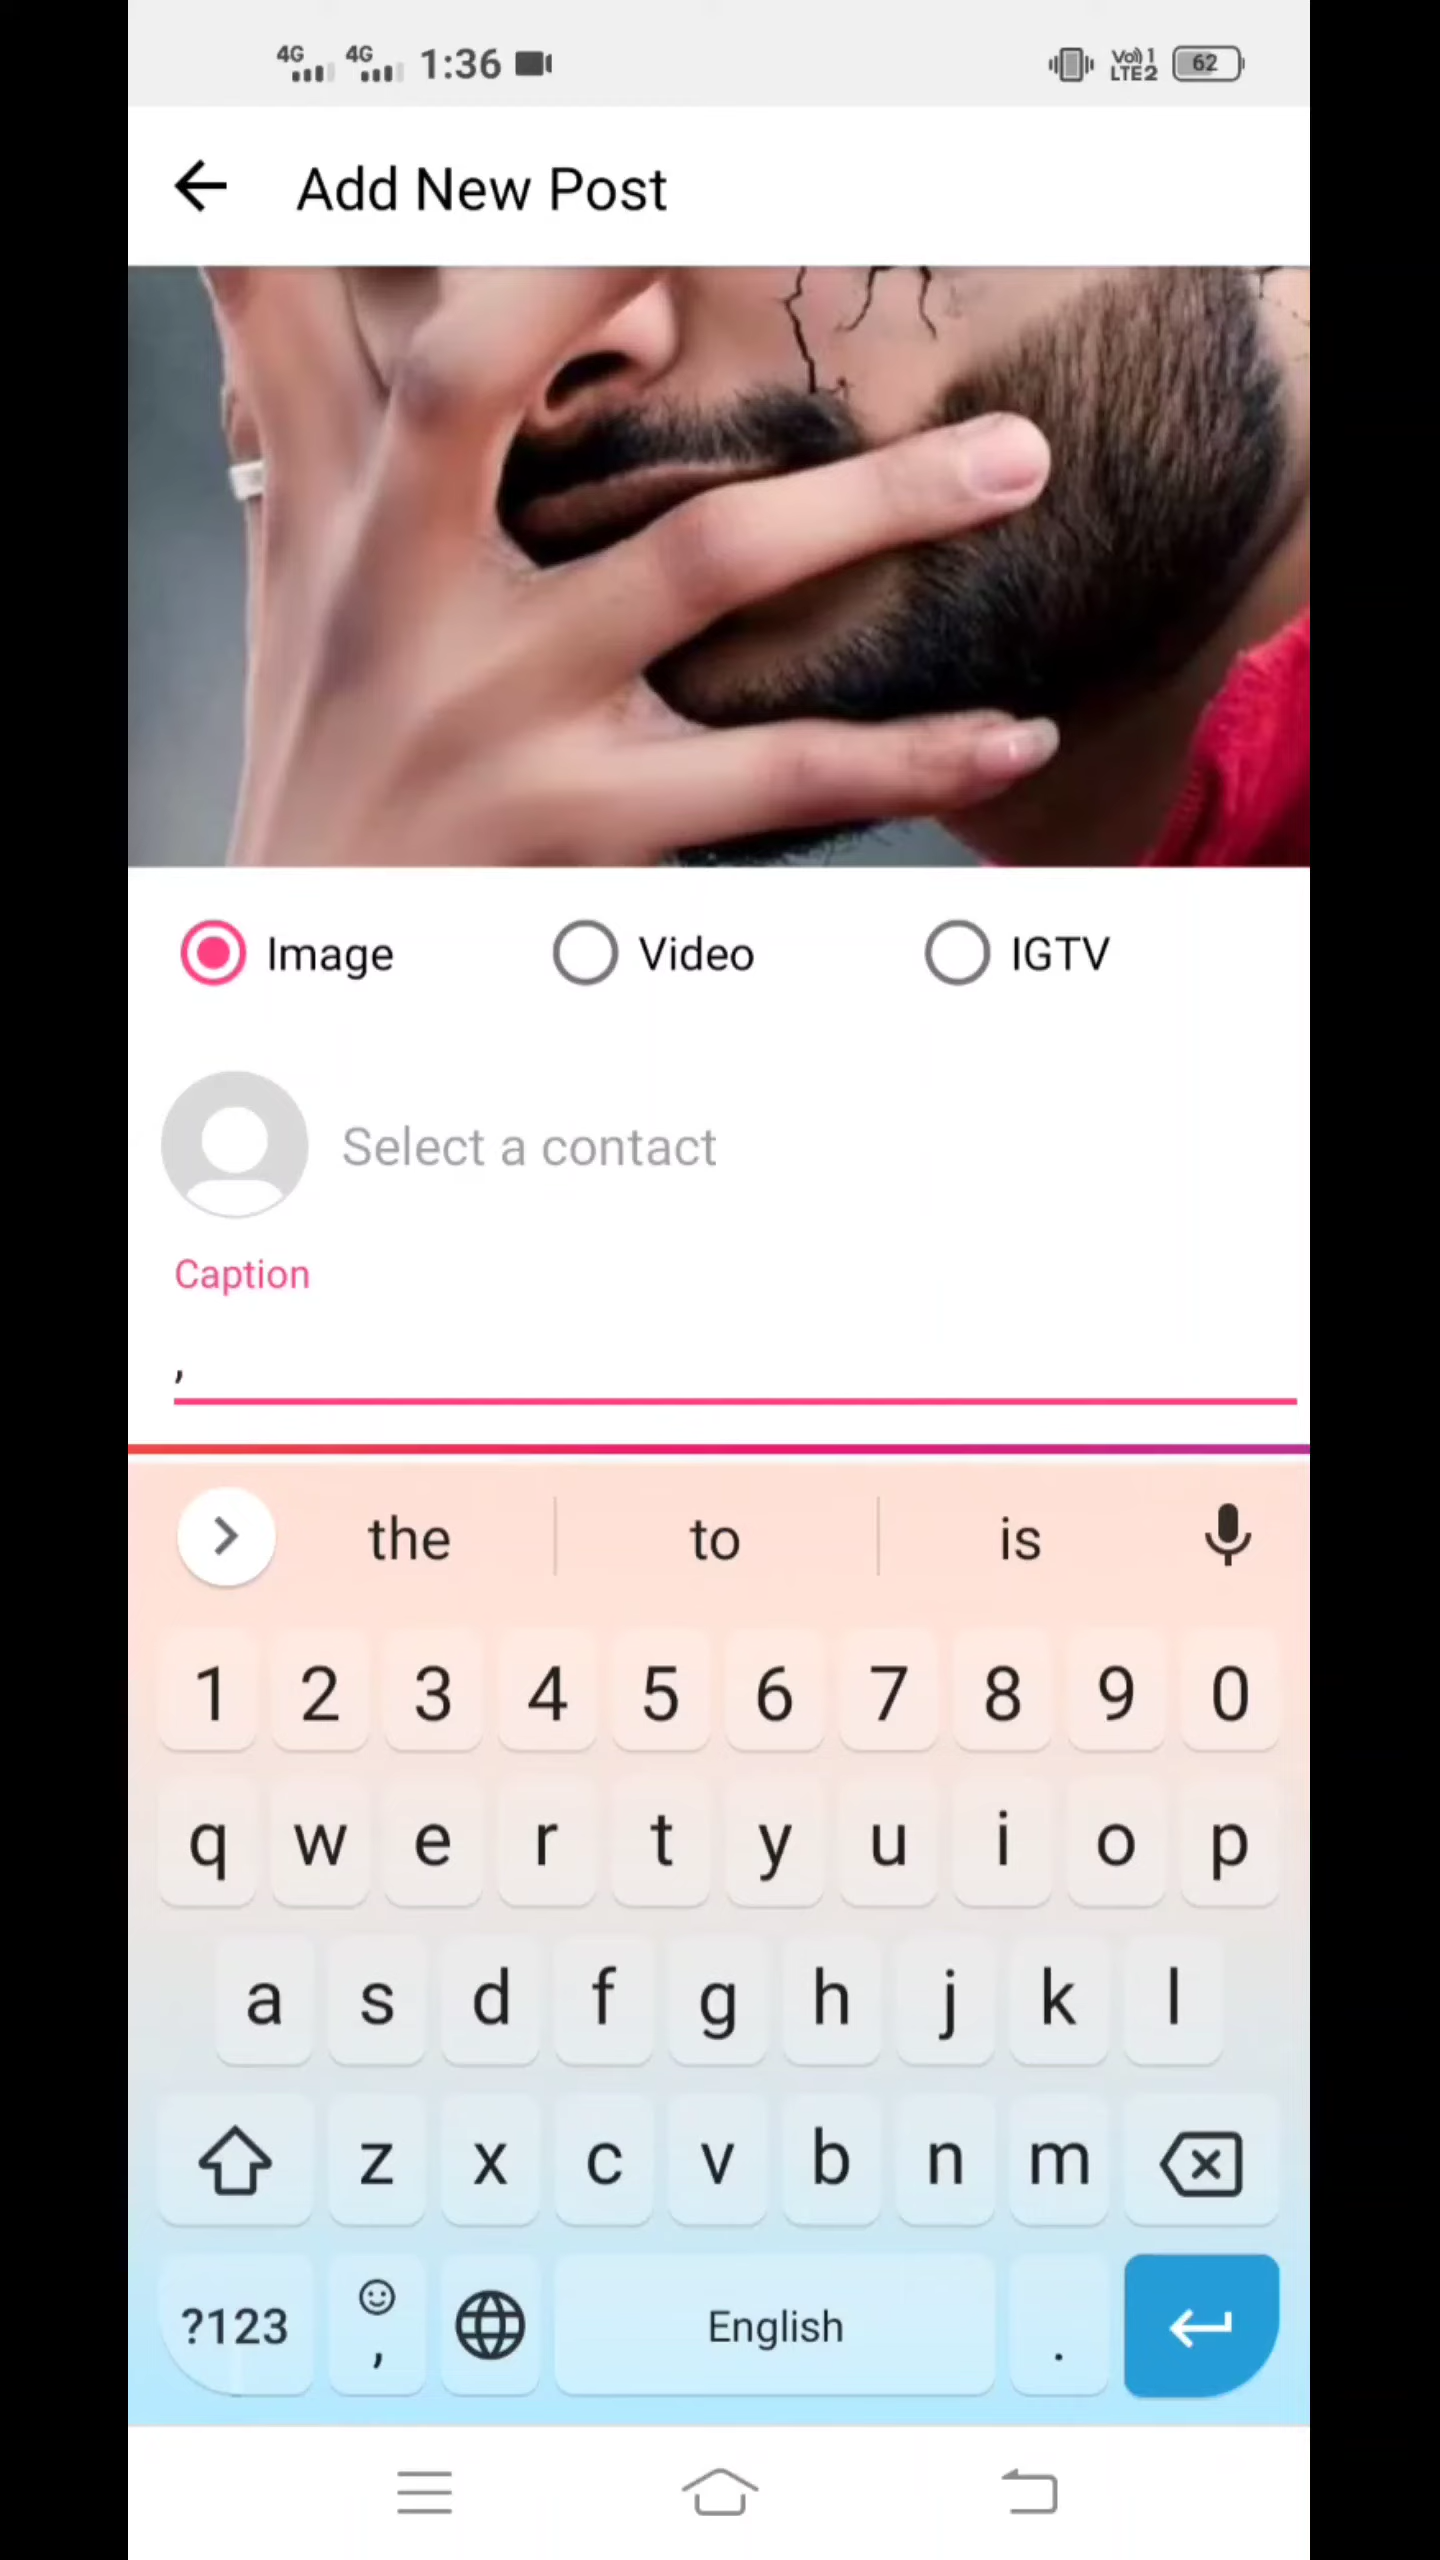 4G 4G 1:36 Vo)) 1 LTE2 62
Add New Post
Image Video IGTV
Select a contact
Caption
,
the to is
1 2 3 4 5 6 7 8 9 0
q w e r t y u i o p
a s d f g h j k l
z x c v b n m
?123 , English .